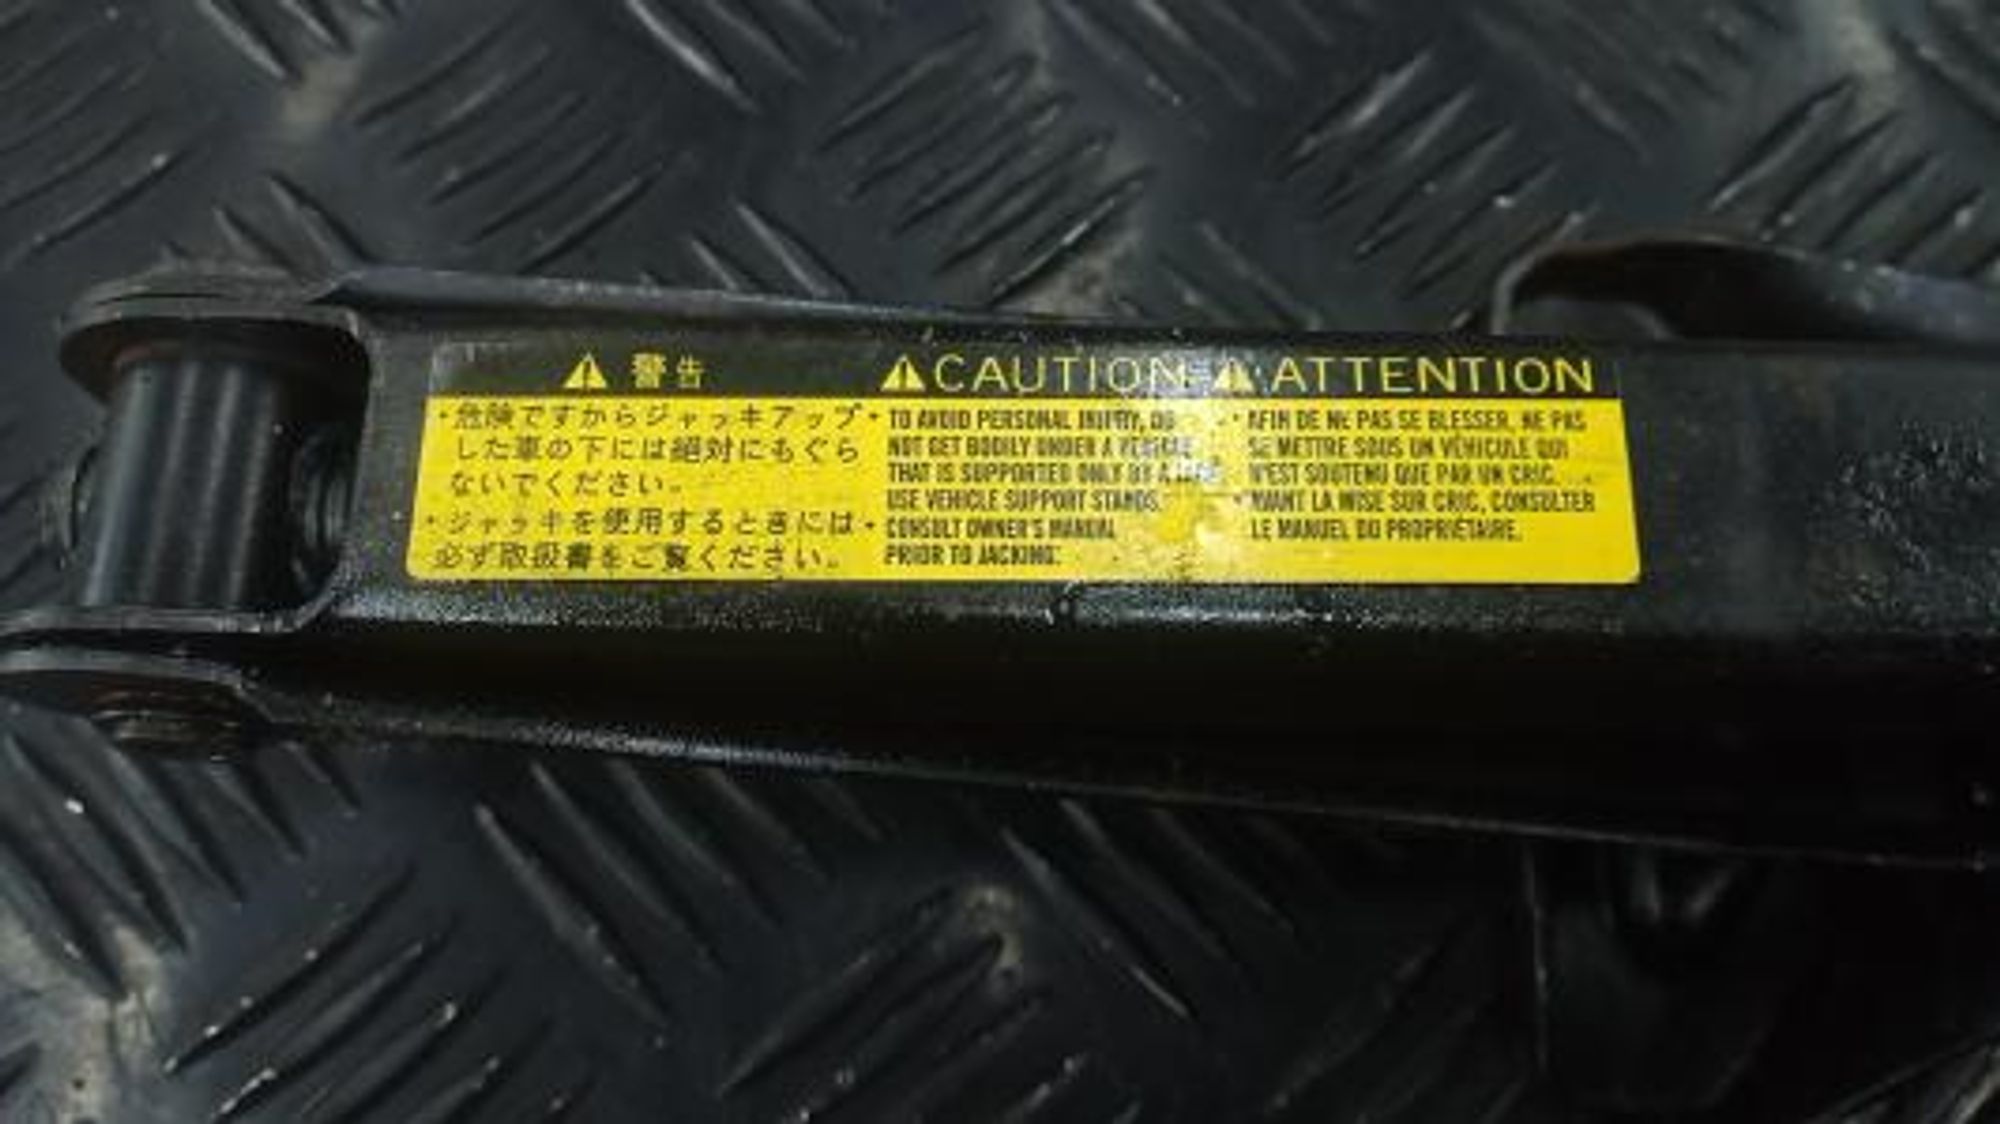 ⚠ 警告
・危険ですからジャッキアップ
した車の下には絶対にもぐら
ないでください。
・ジャッキを使用するときには
必ず取扱書をご覧ください。
⚠ CAUTION
• TO AVOID PERSONAL INJURY, DO
NOT GET BODILY UNDER A VEHICLE
THAT IS SUPPORTED ONLY BY A
USE VEHICLE SUPPORT STANDS.
• CONSULT OWNER'S MANUAL
PRIOR TO JACKING.
⚠ ATTENTION
• AFIN DE NE PAS SE BLESSER, NE PAS
SE METTRE SOUS UN VÉHICULE QUI
N'EST SOUTENU QUE PAR UN CRIC.
• AVANT LA MISE SUR CRIC, CONSULTER
LE MANUEL DU PROPRIÉTAIRE.